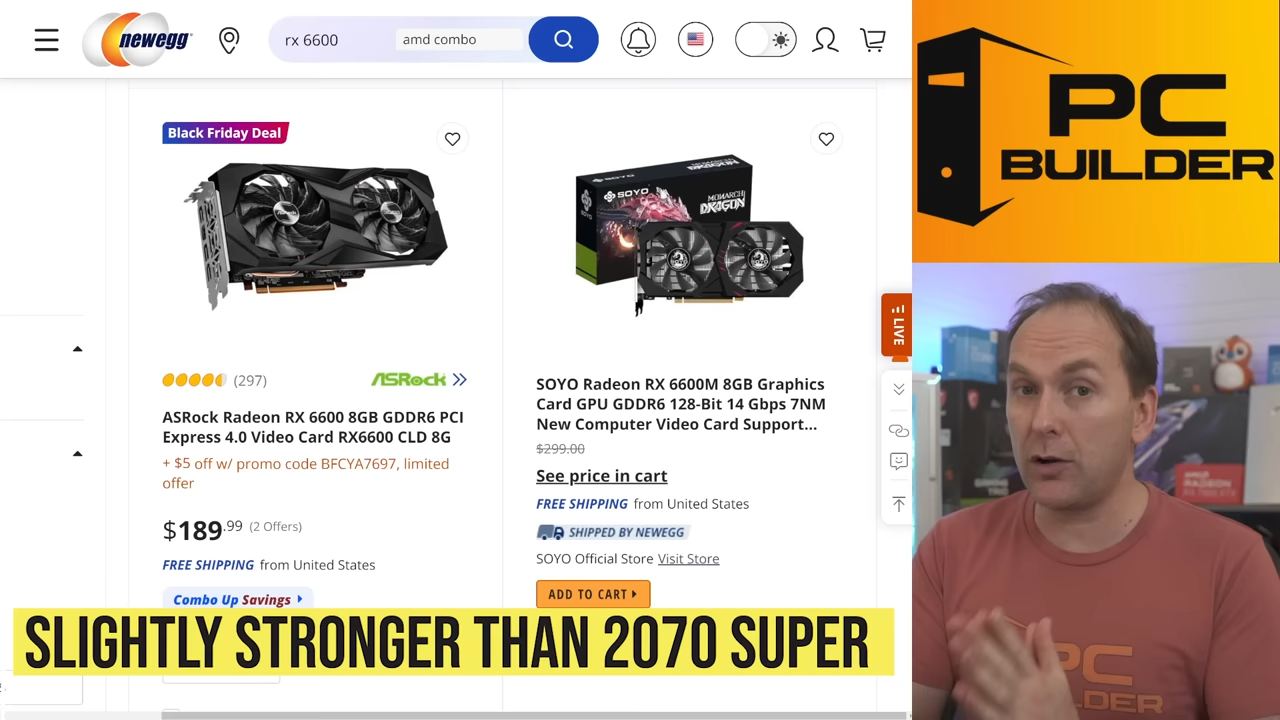 newegg
rx 6600
amd combo
Black Friday Deal
SOYO
SOYO
MONARCH
DRAGON
LIVE
(297)
ASRock
ASRock Radeon RX 6600 8GB GDDR6 PCI
Express 4.0 Video Card RX6600 CLD 8G
+ $5 off w/ promo code BFCYA7697, limited
offer
$189.99 (2 Offers)
FREE SHIPPING from United States
Combo Up Savings
SOYO Radeon RX 6600M 8GB Graphics
Card GPU GDDR6 128-Bit 14 Gbps 7NM
New Computer Video Card Support...
$299.00
See price in cart
FREE SHIPPING from United States
SHIPPED BY NEWEGG
SOYO Official Store Visit Store
ADD TO CART
SLIGHTLY STRONGER THAN 2070 SUPER
PC
BUILDER
AMD
RADEON
PC
BUILDER